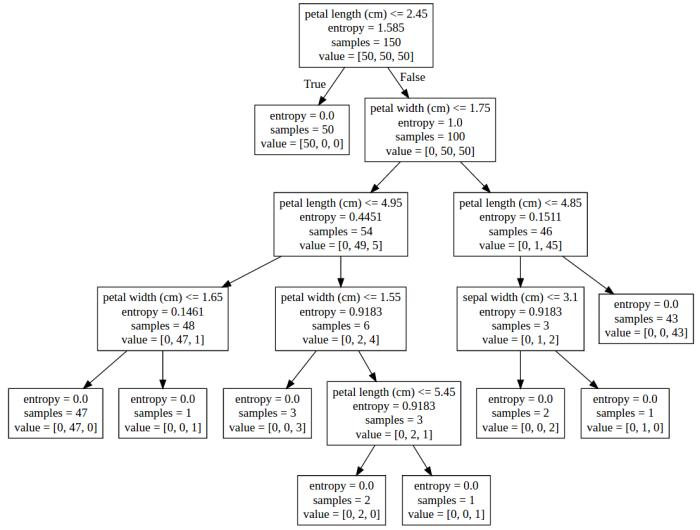 petal length (cm) <= 2.45
entropy = 1.585
samples = 150
value = [50, 50, 50]
True
False
entropy = 0.0
samples = 50
value = [50, 0, 0]
petal width (cm) <= 1.75
entropy = 1.0
samples = 100
value = [0, 50, 50]
petal length (cm) <= 4.95
entropy = 0.4451
samples = 54
value = [0, 49, 5]
petal length (cm) <= 4.85
entropy = 0.1511
samples = 46
value = [0, 1, 45]
petal width (cm) <= 1.65
entropy = 0.1461
samples = 48
value = [0, 47, 1]
petal width (cm) <= 1.55
entropy = 0.9183
samples = 6
value = [0, 2, 4]
sepal width (cm) <= 3.1
entropy = 0.9183
samples = 3
value = [0, 1, 2]
entropy = 0.0
samples = 43
value = [0, 0, 43]
entropy = 0.0
samples = 47
value = [0, 47, 0]
entropy = 0.0
samples = 1
value = [0, 0, 1]
entropy = 0.0
samples = 3
value = [0, 0, 3]
petal length (cm) <= 5.45
entropy = 0.9183
samples = 3
value = [0, 2, 1]
entropy = 0.0
samples = 2
value = [0, 0, 2]
entropy = 0.0
samples = 1
value = [0, 1, 0]
entropy = 0.0
samples = 2
value = [0, 2, 0]
entropy = 0.0
samples = 1
value = [0, 0, 1]